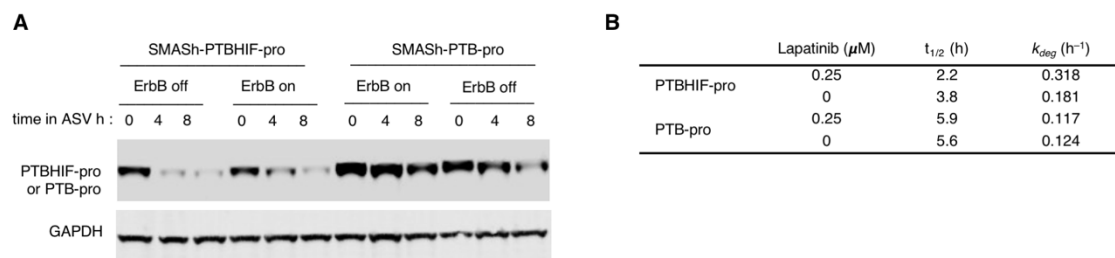 A
SMASh-PTBHIF-pro SMASh-PTB-pro
ErbB off ErbB on ErbB on ErbB off
time in ASV h : 0 4 8 0 4 8 0 4 8 0 4 8
PTBHIF-pro
or PTB-pro
GAPDH
B
Lapatinib (μM) t1/2 (h) kdeg (h−1)
PTBHIF-pro 0.25 2.2 0.318
0 3.8 0.181
PTB-pro 0.25 5.9 0.117
0 5.6 0.124